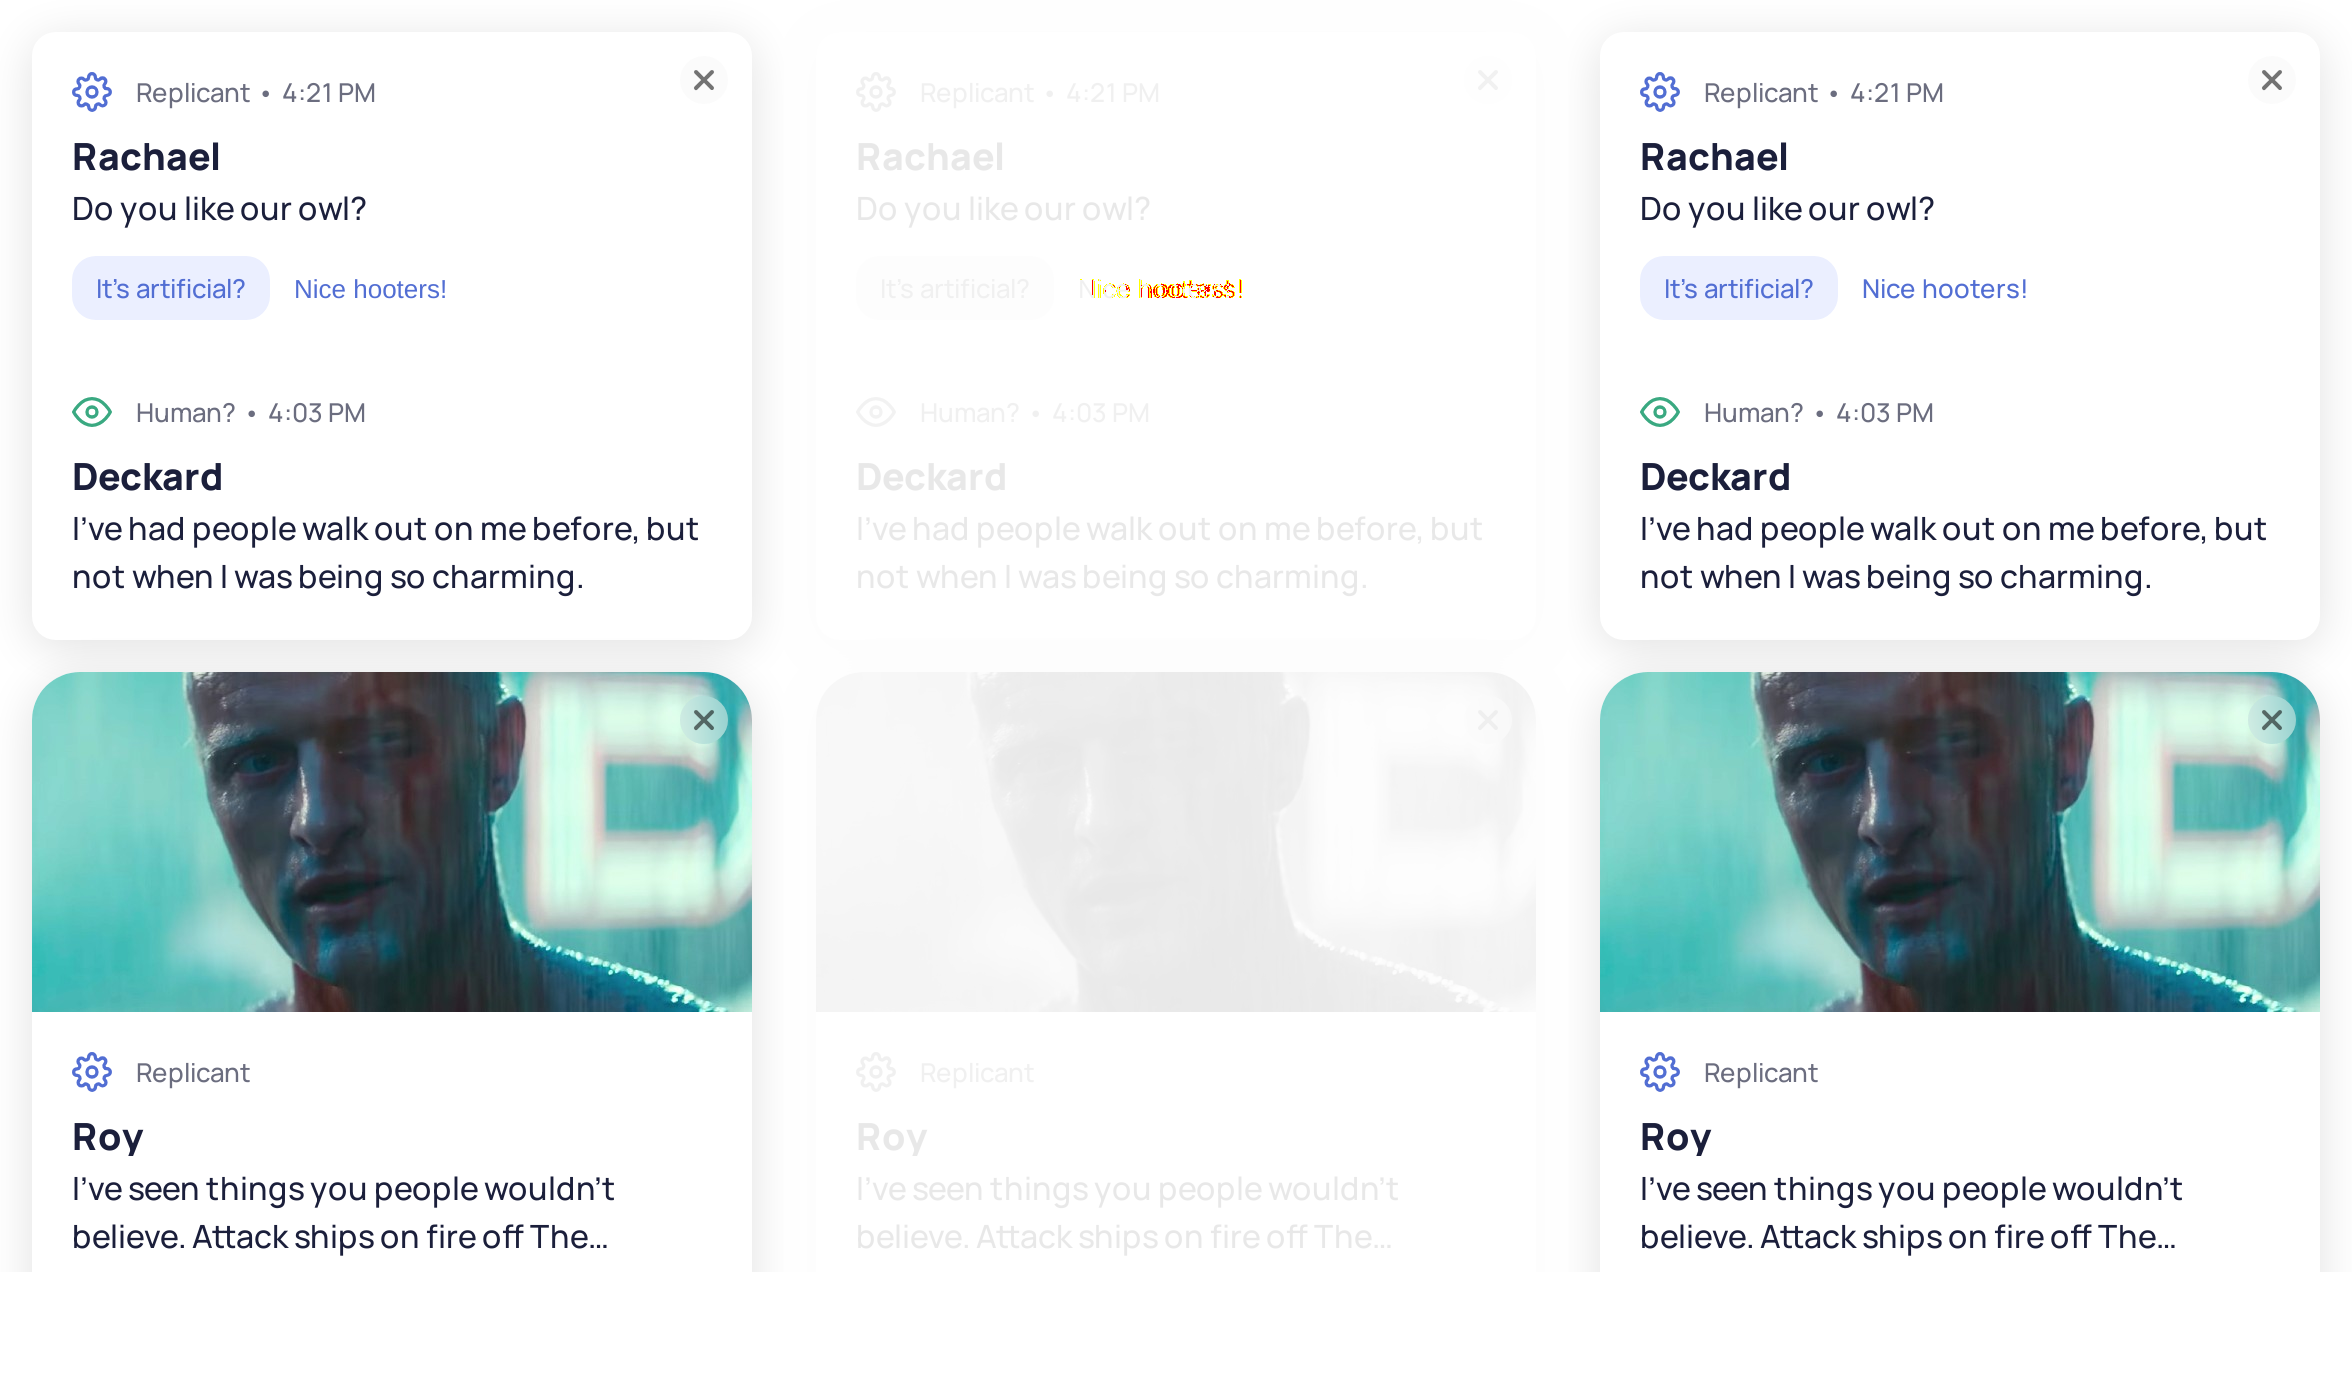 Replicant • 4:21 PM
Rachael
Do you like our owl?
It's artificial? Nice hooters!
Human? • 4:03 PM
Deckard
I've had people walk out on me before, but
not when I was being so charming.
Replicant
Roy
I've seen things you people wouldn't
believe. Attack ships on fire off The...
Replicant • 4:21 PM
Rachael
Do you like our owl?
It's artificial?
Human? • 4:03 PM
Deckard
I've had people walk out on me before, but
not when I was being so charming.
Replicant
Roy
I've seen things you people wouldn't
believe. Attack ships on fire off The...
Replicant • 4:21 PM
Rachael
Do you like our owl?
It's artificial? Nice hooters!
Human? • 4:03 PM
Deckard
I've had people walk out on me before, but
not when I was being so charming.
Replicant
Roy
I've seen things you people wouldn't
believe. Attack ships on fire off The...